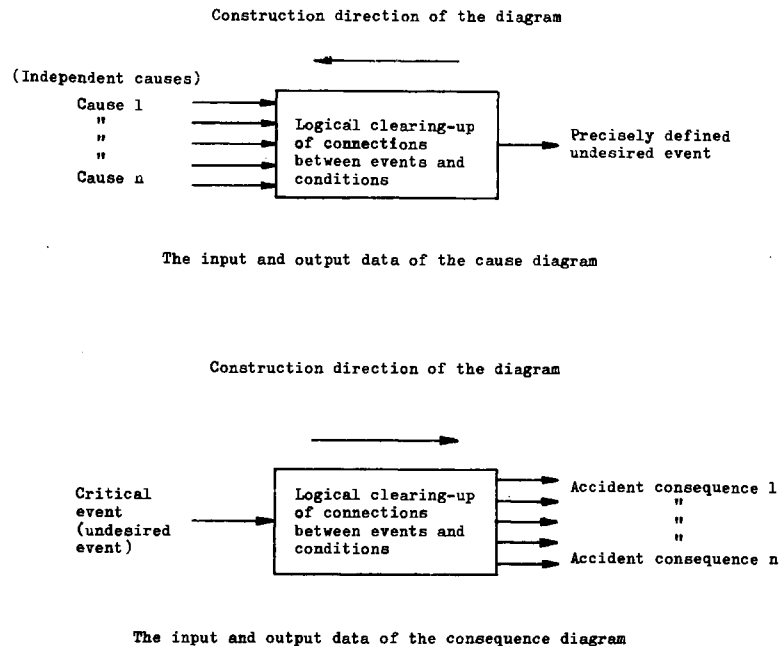 Construction direction of the diagram
(Independent causes)
Cause 1
"
"
"
Cause n
Logical clearing-up
of connections
between events and
conditions
Precisely defined
undesired event
The input and output data of the cause diagram
Construction direction of the diagram
Critical
event
(undesired
event)
Logical clearing-up
of connections
between events and
conditions
Accident consequence 1
"
"
"
Accident consequence n
The input and output data of the consequence diagram